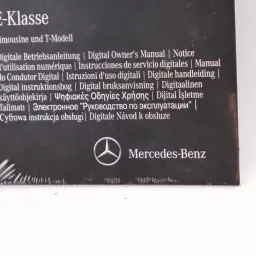 E-Klasse
Limousine und T-Modell
Digitale Betriebsanleitung | Digital Owner's Manual | Notice
d'utilisation numérique | Instrucciones de servicio digitales | Manual
do Condutor Digital | Istruzioni d'uso digitali | Digitale handleiding |
Digital instruktionsbog | Digital bruksanvisning | Digitaalinen
käyttöohjekirja | Ψηφιακές Οδηγίες Χρήσης | Dijital İşletme
Talimatı | Электронное "Руководство по эксплуатации" |
Cyfrowa instrukcja obsługi | Digitale Návod k obsluze
Mercedes-Benz